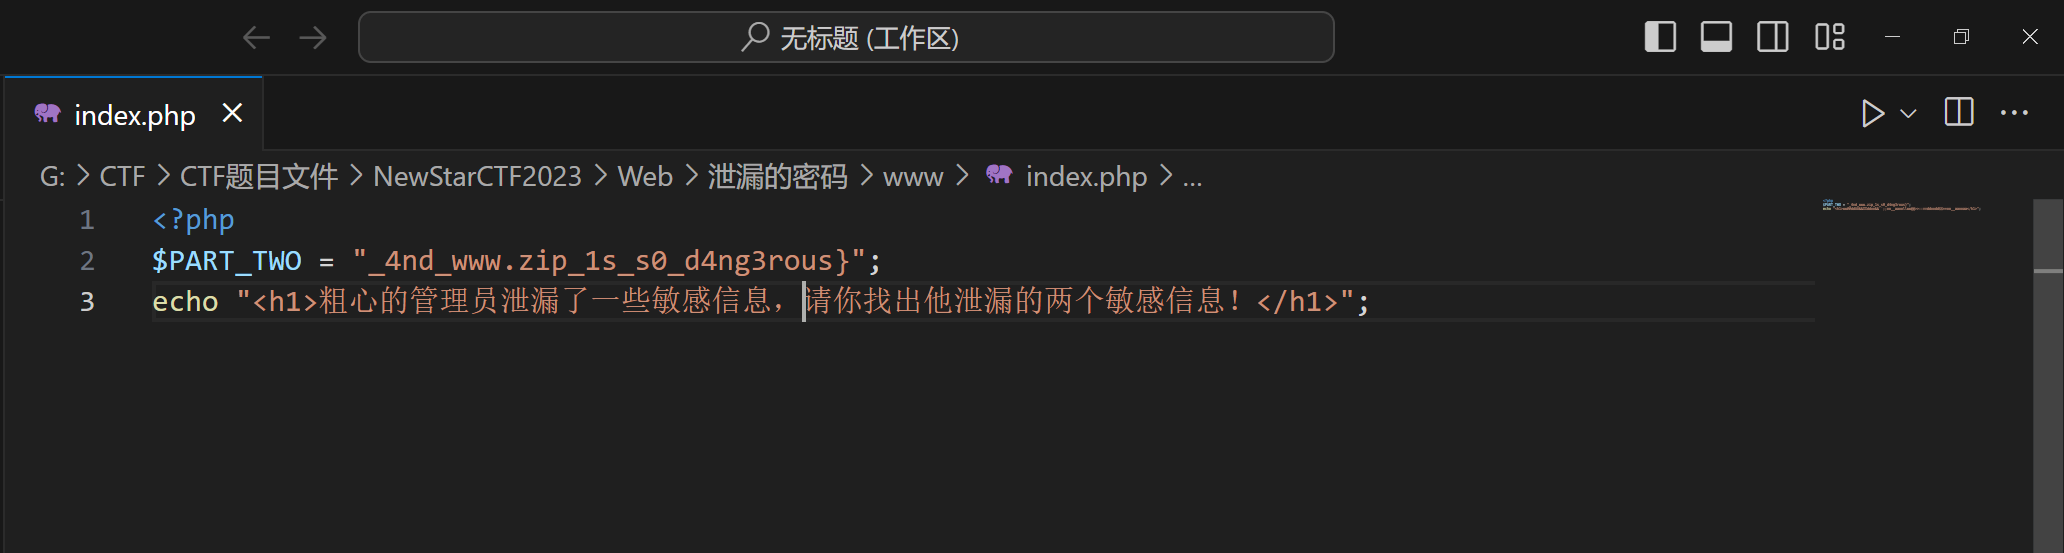 无标题 (工作区)
index.php
G: > CTF > CTF题目文件 > NewStarCTF2023 > Web > 泄漏的密码 > www > index.php > ...
1 <?php
2 $PART_TWO = "_4nd_www.zip_1s_s0_d4ng3rous}";
3 echo "<h1>粗心的管理员泄漏了一些敏感信息，请你找出他泄漏的两个敏感信息！</h1>";